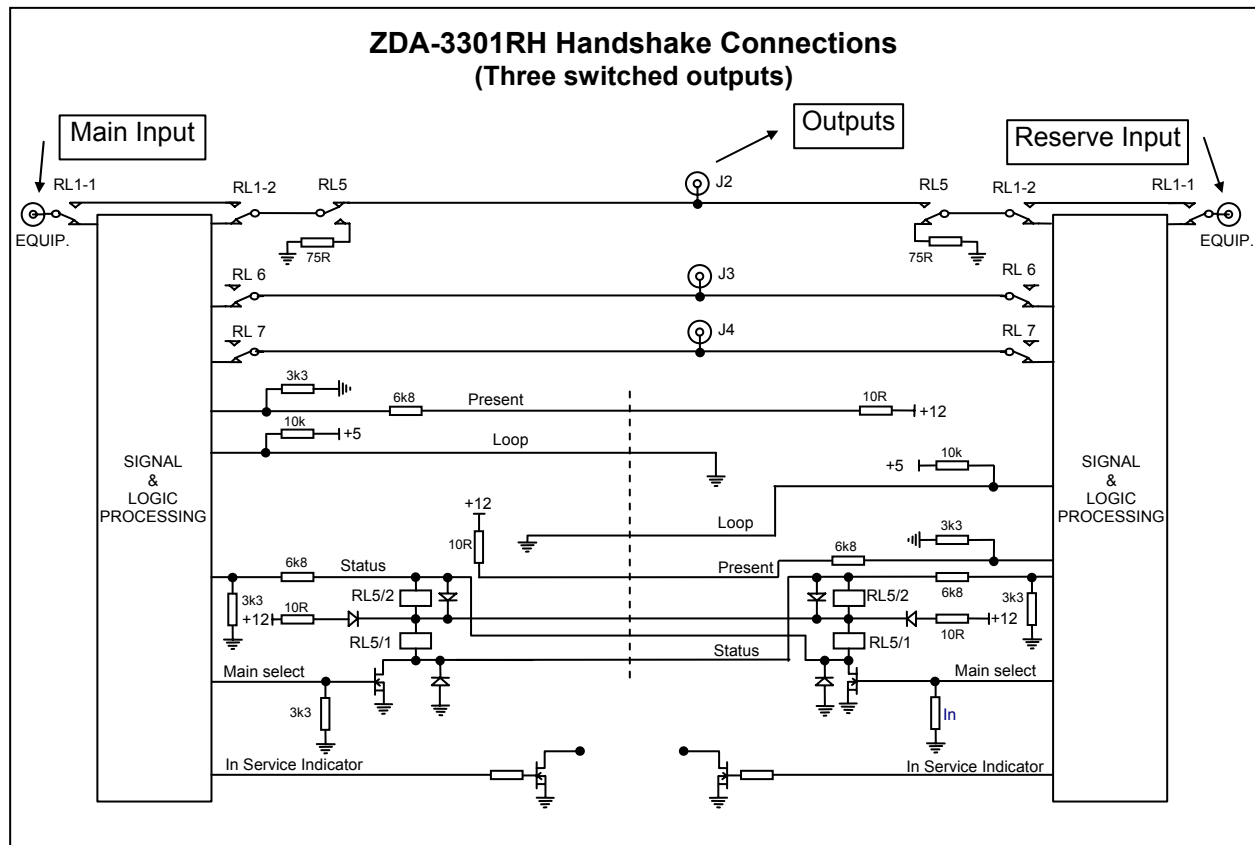 ZDA-3301RH Handshake Connections
(Three switched outputs)
Main Input
Outputs
Reserve Input
RL1-1
RL1-2
RL5
J2
RL5
RL1-2
RL1-1
EQUIP.
75R
75R
EQUIP.
RL 6
J3
RL 6
RL 7
J4
RL 7
3k3
6k8
Present
10R
+12
10k
+5
Loop
+5
10k
SIGNAL
&
LOGIC
PROCESSING
SIGNAL
&
LOGIC
PROCESSING
+12
10R
Loop
3k3
6k8
Present
6k8
Status
6k8
3k3
RL5/2
RL5/2
3k3
+12
10R
+12
10R
RL5/1
RL5/1
Status
Main select
Main select
3k3
In
In Service Indicator
In Service Indicator